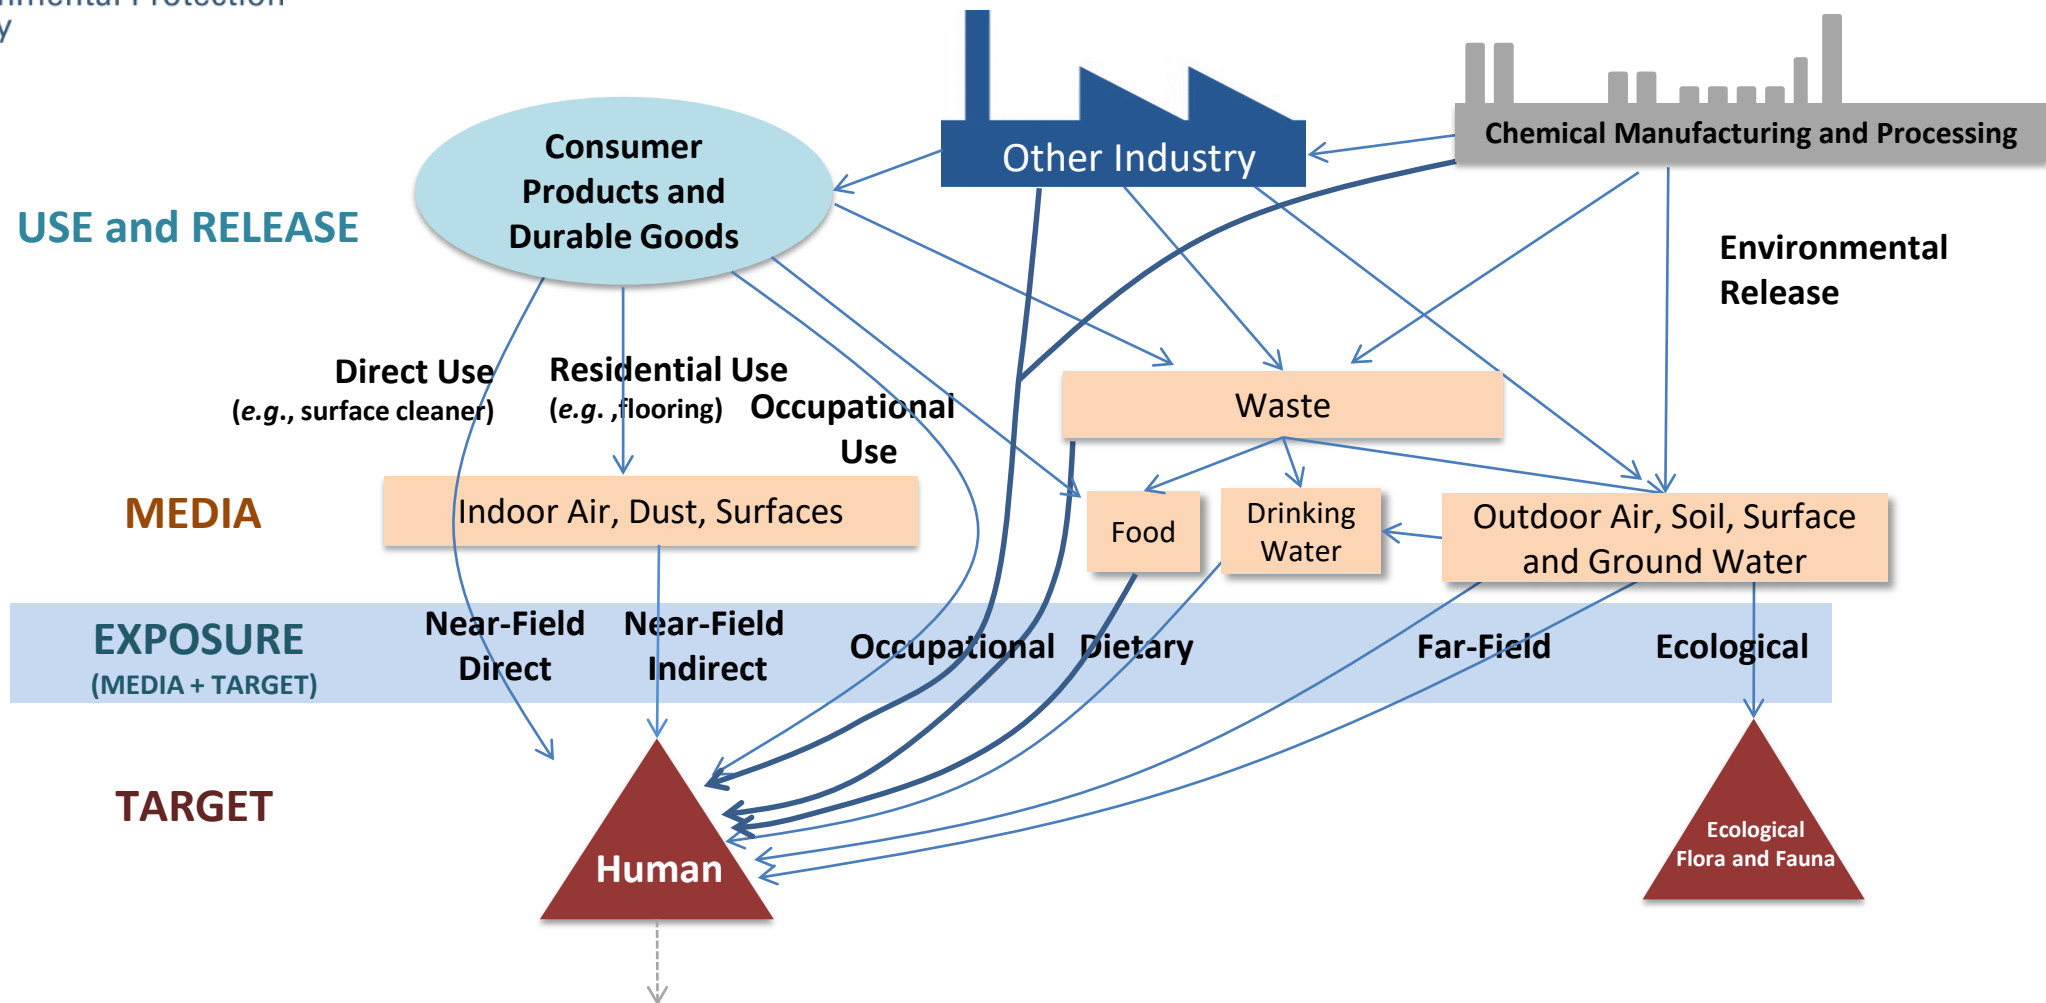 Protection
y
Consumer
Products and
Durable Goods
Other Industry
Chemical Manufacturing and Processing
USE and RELEASE
Environmental
Release
Direct Use
(e.g., surface cleaner)
Residential Use
(e.g. ,flooring)
Occupational
Use
Waste
MEDIA
Indoor Air, Dust, Surfaces
Food
Drinking
Water
Outdoor Air, Soil, Surface
and Ground Water
EXPOSURE
(MEDIA + TARGET)
Near-Field
Direct
Near-Field
Indirect
Occupational
Dietary
Far-Field
Ecological
TARGET
Human
Ecological
Flora and Fauna